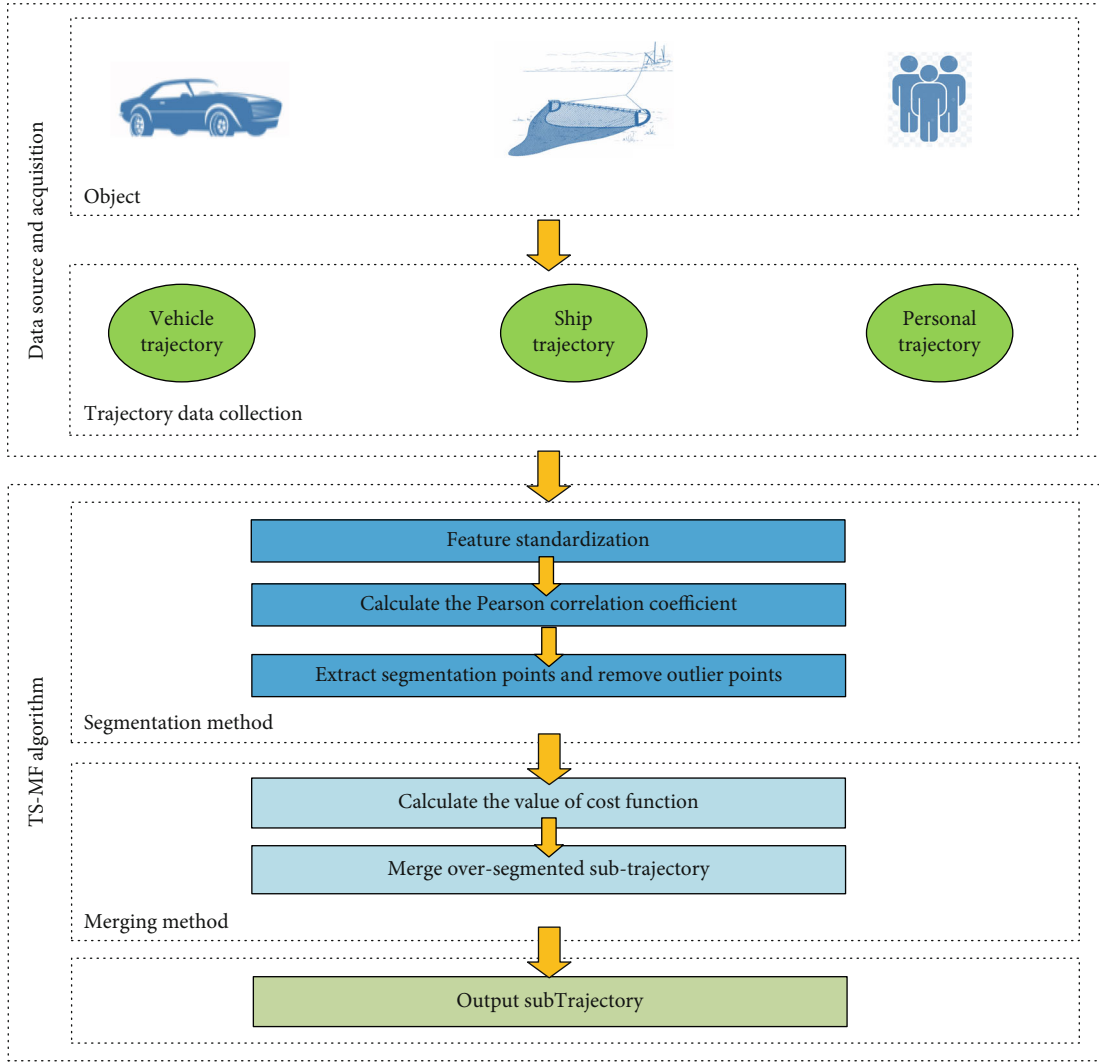 Data source and acquisition
Object
Vehicle
trajectory
Ship
trajectory
Personal
trajectory
Trajectory data collection
TS-MF algorithm
Feature standardization
Calculate the Pearson correlation coefficient
Extract segmentation points and remove outlier points
Segmentation method
Calculate the value of cost function
Merge over-segmented sub-trajectory
Merging method
Output subTrajectory